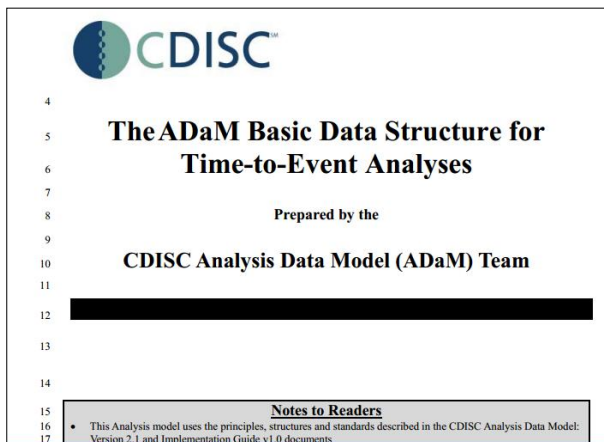 CDISC™
4
5 The ADaM Basic Data Structure for
6 Time-to-Event Analyses
7
8 Prepared by the
9
10 CDISC Analysis Data Model (ADaM) Team
11
12
13
14
15 Notes to Readers
16 • This Analysis model uses the principles, structures and standards described in the CDISC Analysis Data Model:
17 Version 2.1 and Implementation Guide v1.0 documents